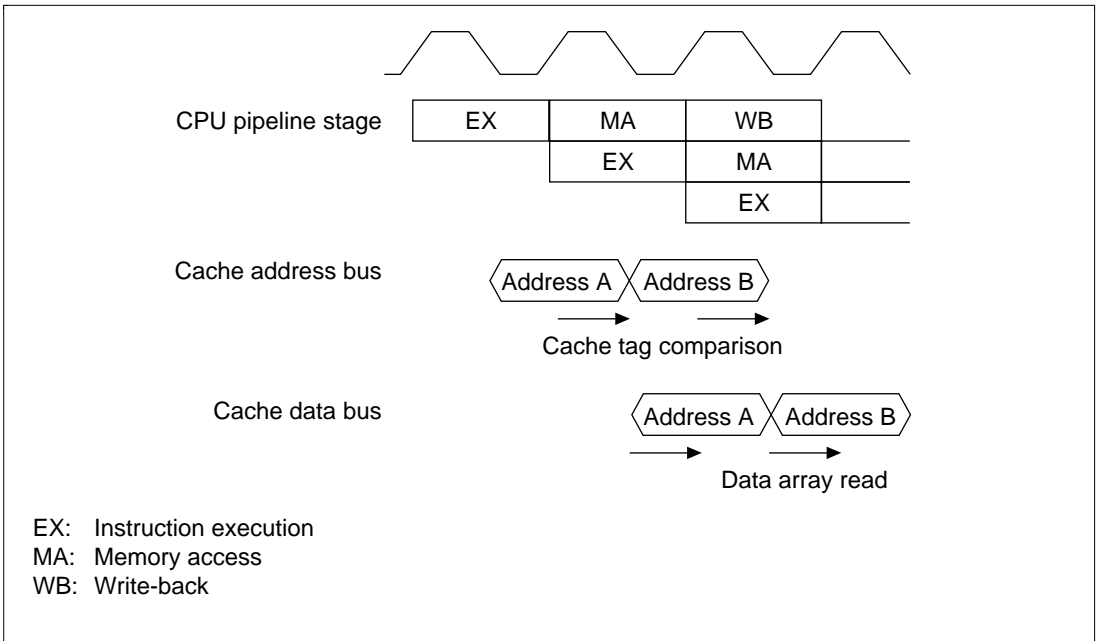 CPU pipeline stage EX MA WB
EX MA
EX
Cache address bus Address A Address B
Cache tag comparison
Cache data bus Address A Address B
Data array read
EX: Instruction execution
MA: Memory access
WB: Write-back